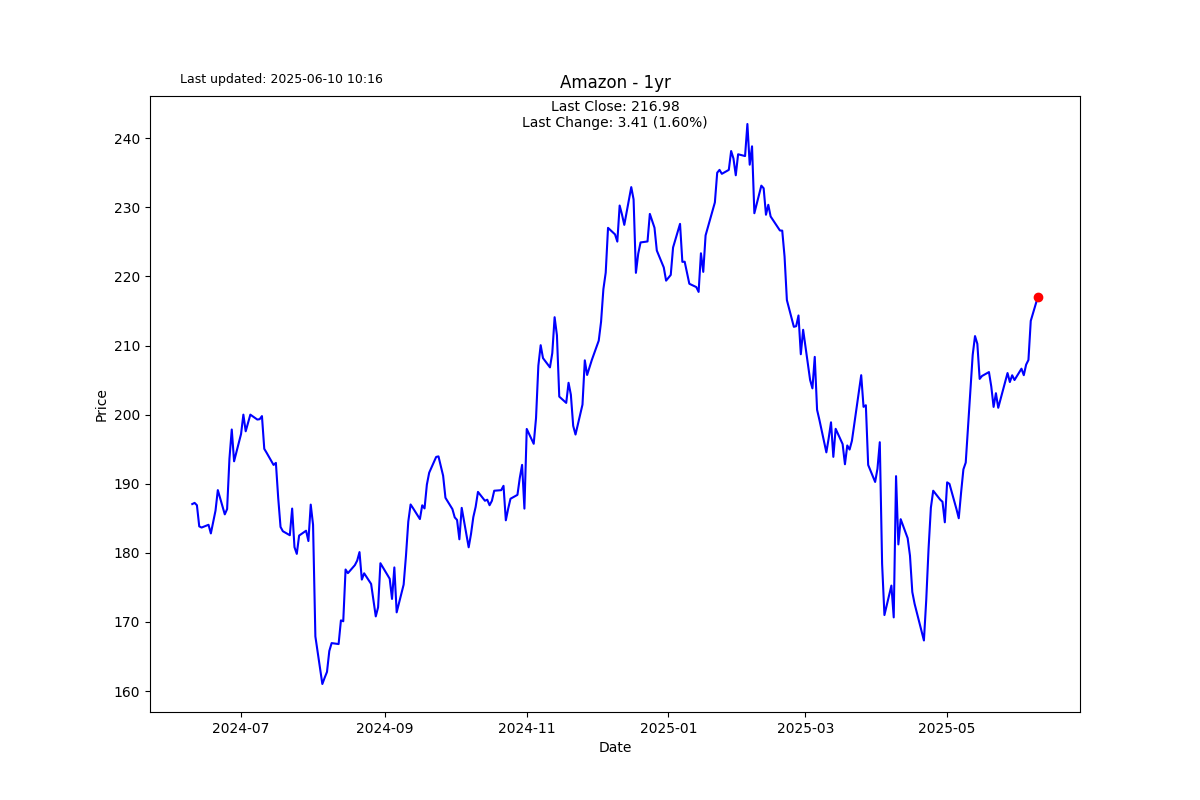 Last updated: 2025-06-10 10:16
Amazon - 1yr
Last Close: 216.98
Last Change: 3.41 (1.60%)
240
230
220
210
200
190
180
170
160
Price
2024-07 2024-09 2024-11 2025-01 2025-03 2025-05
Date